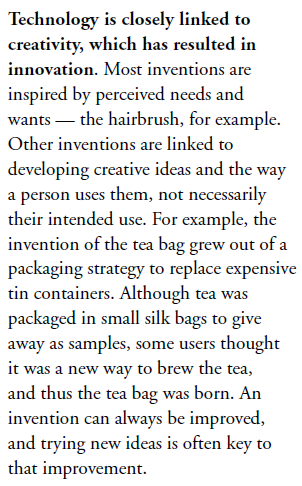 Technology is closely linked to
creativity, which has resulted in
innovation. Most inventions are
inspired by perceived needs and
wants — the hairbrush, for example.
Other inventions are linked to
developing creative ideas and the way
a person uses them, not necessarily
their intended use. For example, the
invention of the tea bag grew out of a
packaging strategy to replace expensive
tin containers. Although tea was
packaged in small silk bags to give
away as samples, some users thought
it was a new way to brew the tea,
and thus the tea bag was born. An
invention can always be improved,
and trying new ideas is often key to
that improvement.